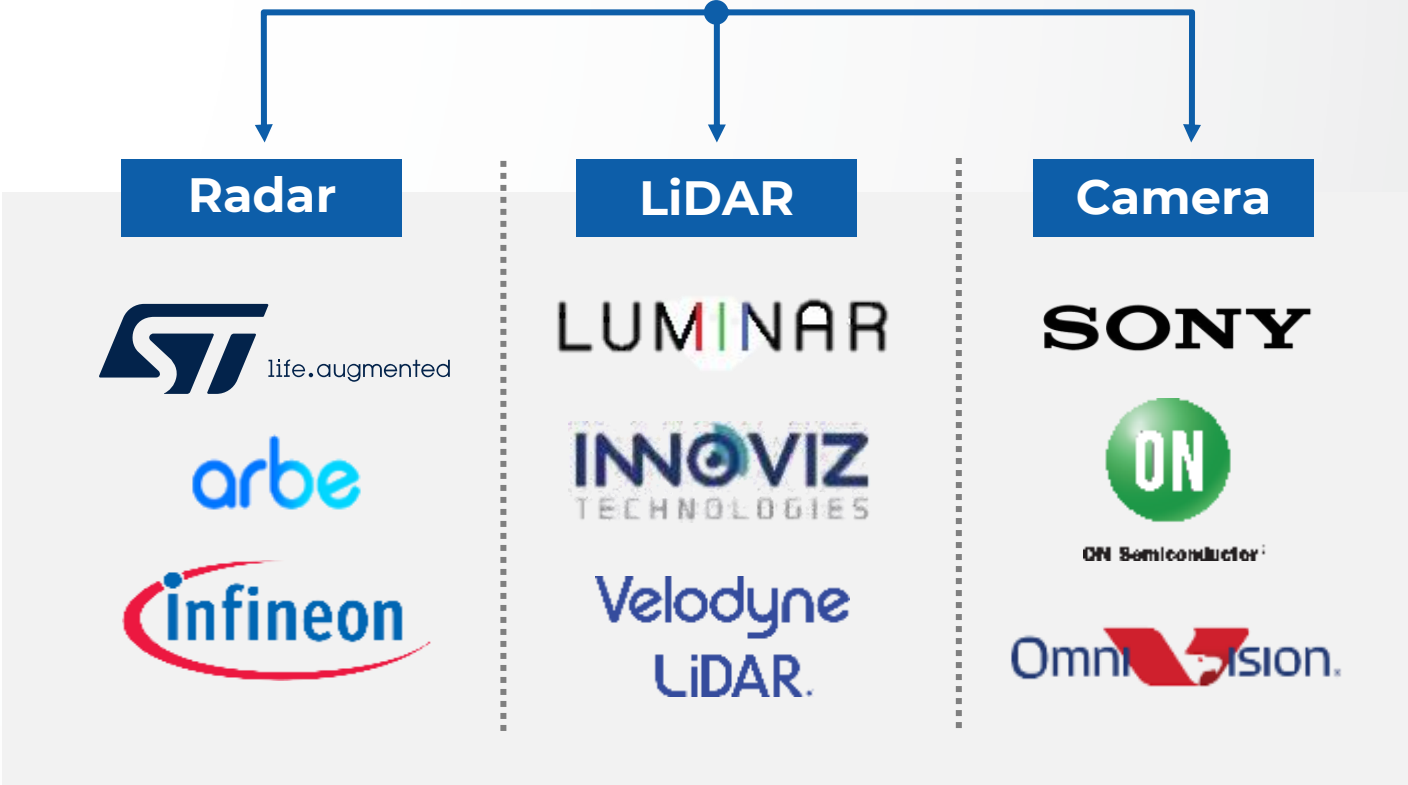 Radar
LiDAR
Camera
ST
life.augmented
arbe
infineon
LUMINAR
INNOVIZ
TECHNOLOGIES
Velodyne
LiDAR.
SONY
ON
ON Semiconductor
OmniVision.